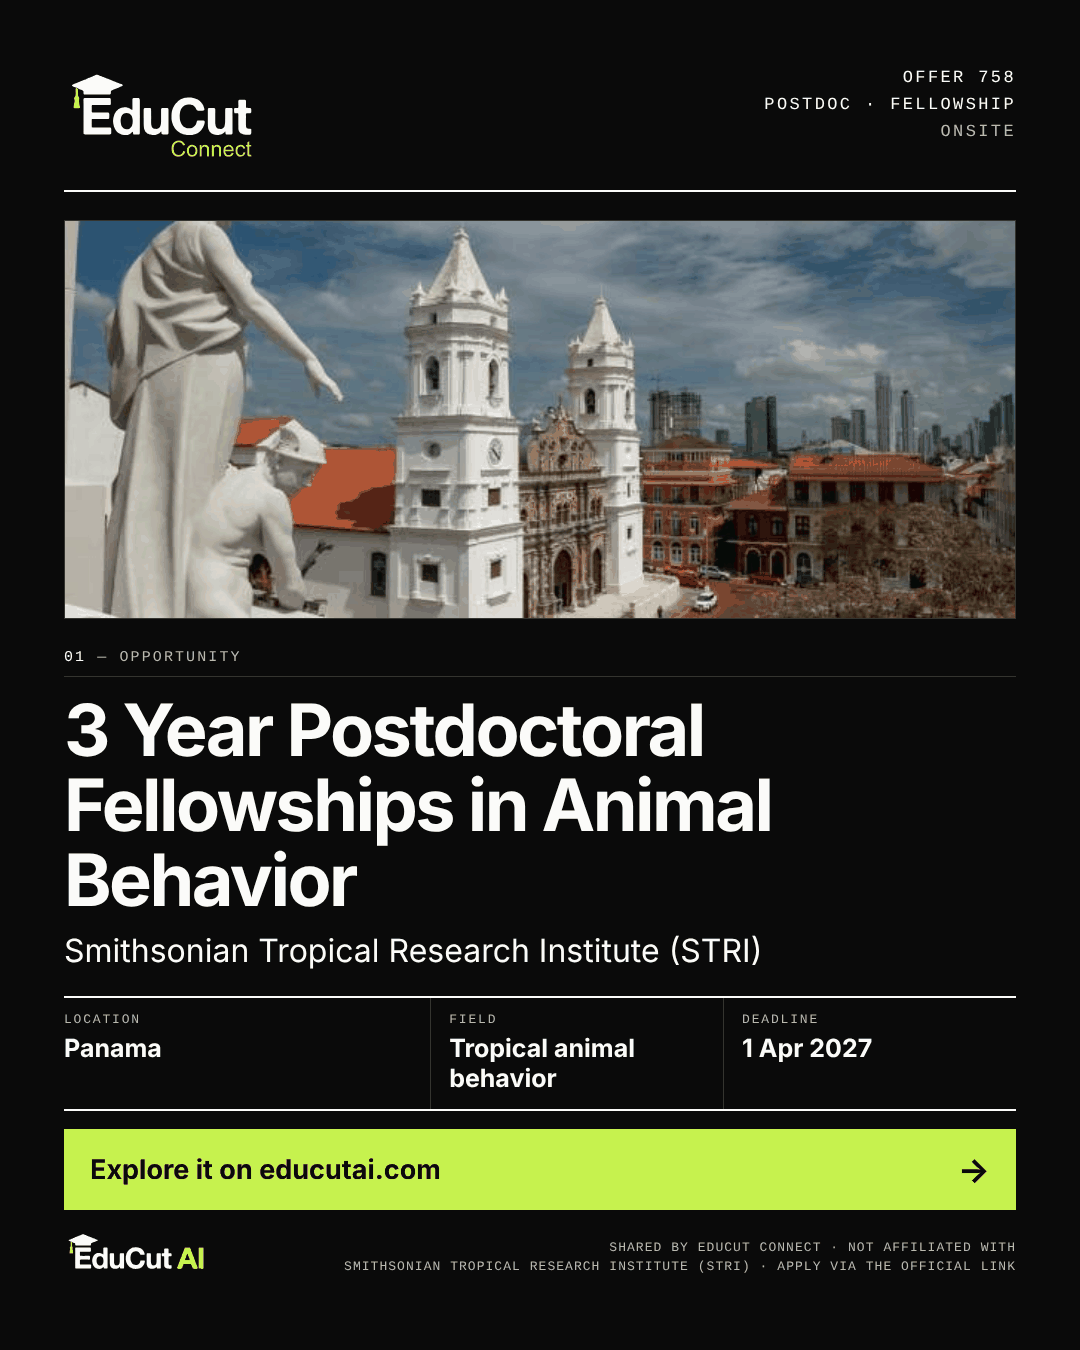 EduCut
Connect
OFFER 758
POSTDOC · FELLOWSHIP
ONSITE
01 — OPPORTUNITY
3 Year Postdoctoral
Fellowships in Animal
Behavior
Smithsonian Tropical Research Institute (STRI)
LOCATION
Panama
FIELD
Tropical animal
behavior
DEADLINE
1 Apr 2027
Explore it on educutai.com →
EduCut AI
SHARED BY EDUCUT CONNECT · NOT AFFILIATED WITH
SMITHSONIAN TROPICAL RESEARCH INSTITUTE (STRI) · APPLY VIA THE OFFICIAL LINK